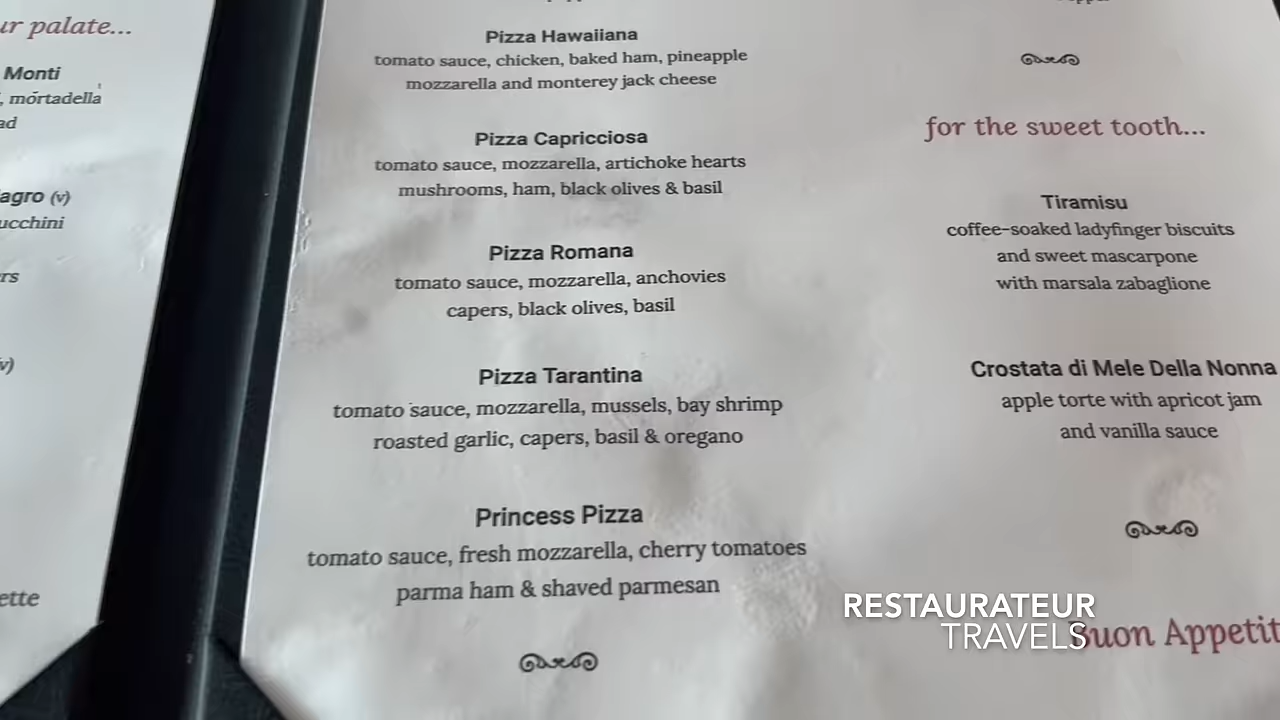 ur palate...
Monti
, mortadella
ad
agro (v)
ucchini
rs
v)
ette
Pizza Hawaiiana
tomato sauce, chicken, baked ham, pineapple
mozzarella and monterey jack cheese
Pizza Capricciosa
tomato sauce, mozzarella, artichoke hearts
mushrooms, ham, black olives & basil
Pizza Romana
tomato sauce, mozzarella, anchovies
capers, black olives, basil
Pizza Tarantina
tomato sauce, mozzarella, mussels, bay shrimp
roasted garlic, capers, basil & oregano
Princess Pizza
tomato sauce, fresh mozzarella, cherry tomatoes
parma ham & shaved parmesan
for the sweet tooth...
Tiramisu
coffee-soaked ladyfinger biscuits
and sweet mascarpone
with marsala zabaglione
Crostata di Mele Della Nonna
apple torte with apricot jam
and vanilla sauce
Buon Appetit
RESTAURATEUR
TRAVELS